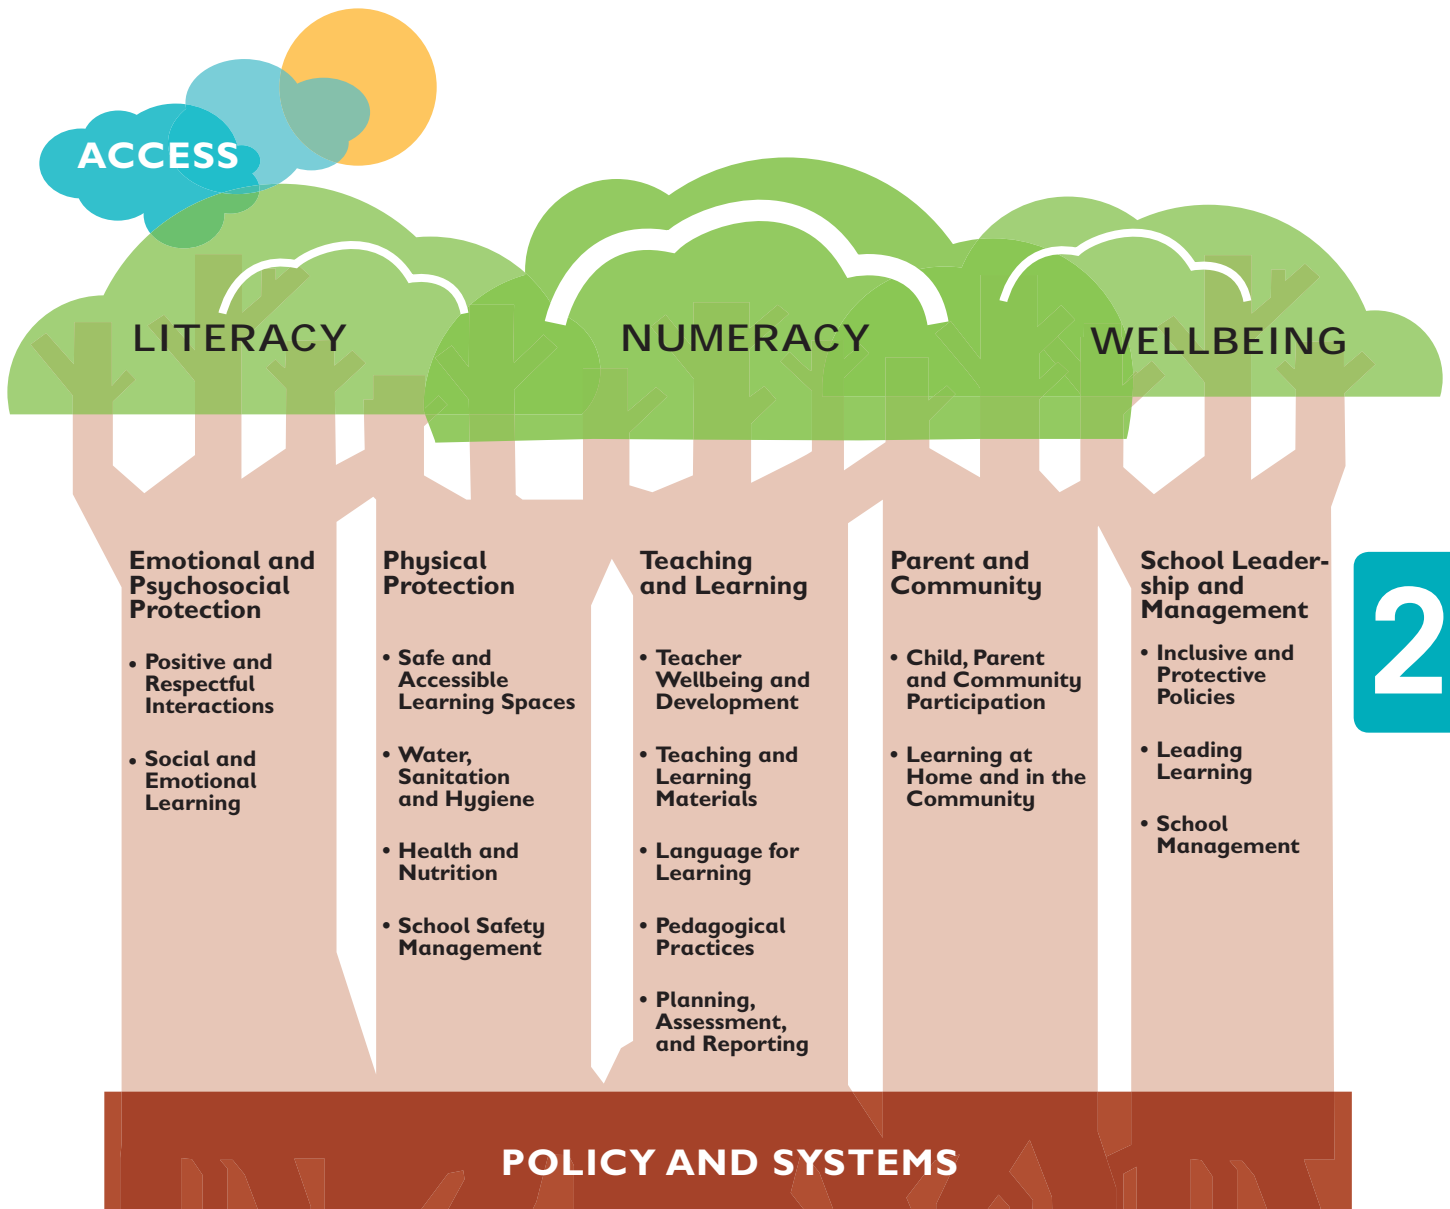 ACCESS
LITERACY
NUMERACY
WELLBEING
Emotional and
Psychosocial
Protection
• Positive and
Respectful
Interactions
• Social and
Emotional
Learning
Physical
Protection
• Safe and
Accessible
Learning Spaces
• Water,
Sanitation
and Hygiene
• Health and
Nutrition
• School Safety
Management
Teaching
and Learning
• Teacher
Wellbeing and
Development
• Teaching and
Learning
Materials
• Language for
Learning
• Pedagogical
Practices
• Planning,
Assessment,
and Reporting
Parent and
Community
• Child, Parent
and Community
Participation
• Learning at
Home and in the
Community
School Leader-
ship and
Management
• Inclusive and
Protective
Policies
• Leading
Learning
• School
Management
2
POLICY AND SYSTEMS